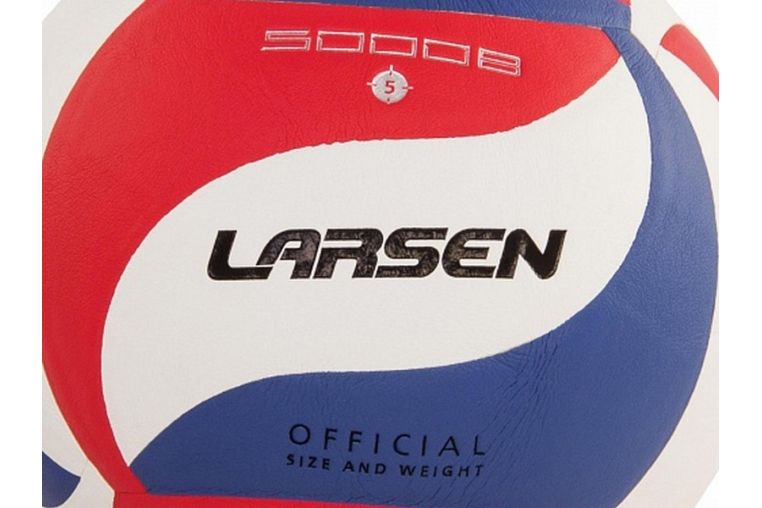 5000B
5
LARSEN
OFFICIAL
SIZE AND WEIGHT